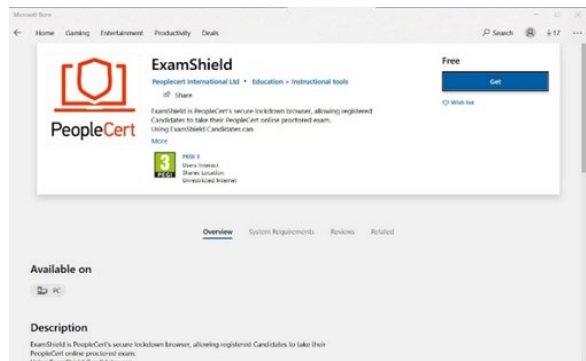 Microsoft Store
Home Gaming Entertainment Productivity Deals Search 17
ExamShield
Peoplecert International Ltd • Education > Instructional tools
Share
ExamShield is PeopleCert's secure lockdown browser, allowing registered
Candidates to take their PeopleCert online proctored exam.
Using ExamShield Candidates can
More
PeopleCert
3
PEGI
PEGI 3
Users Interact
Shares Location
Unrestricted Internet
Free
Get
Wish list
Overview System Requirements Reviews Related
Available on
PC
Description
ExamShield is PeopleCert's secure lockdown browser, allowing registered Candidates to take their
PeopleCert online proctored exam.